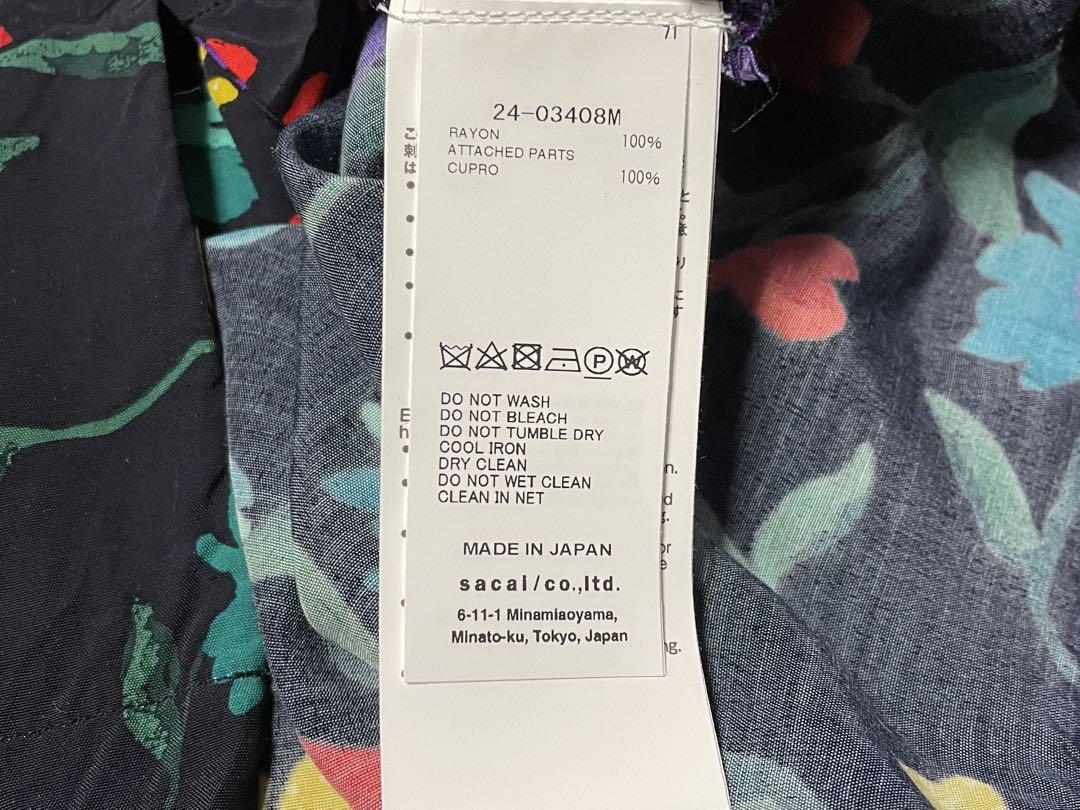 71
24-03408M
RAYON 100%
ATTACHED PARTS
CUPRO 100%
P W
DO NOT WASH
DO NOT BLEACH
DO NOT TUMBLE DRY
COOL IRON
DRY CLEAN
DO NOT WET CLEAN
CLEAN IN NET
MADE IN JAPAN
sacai/co.,ltd.
6-11-1 Minamiaoyama,
Minato-ku, Tokyo, Japan